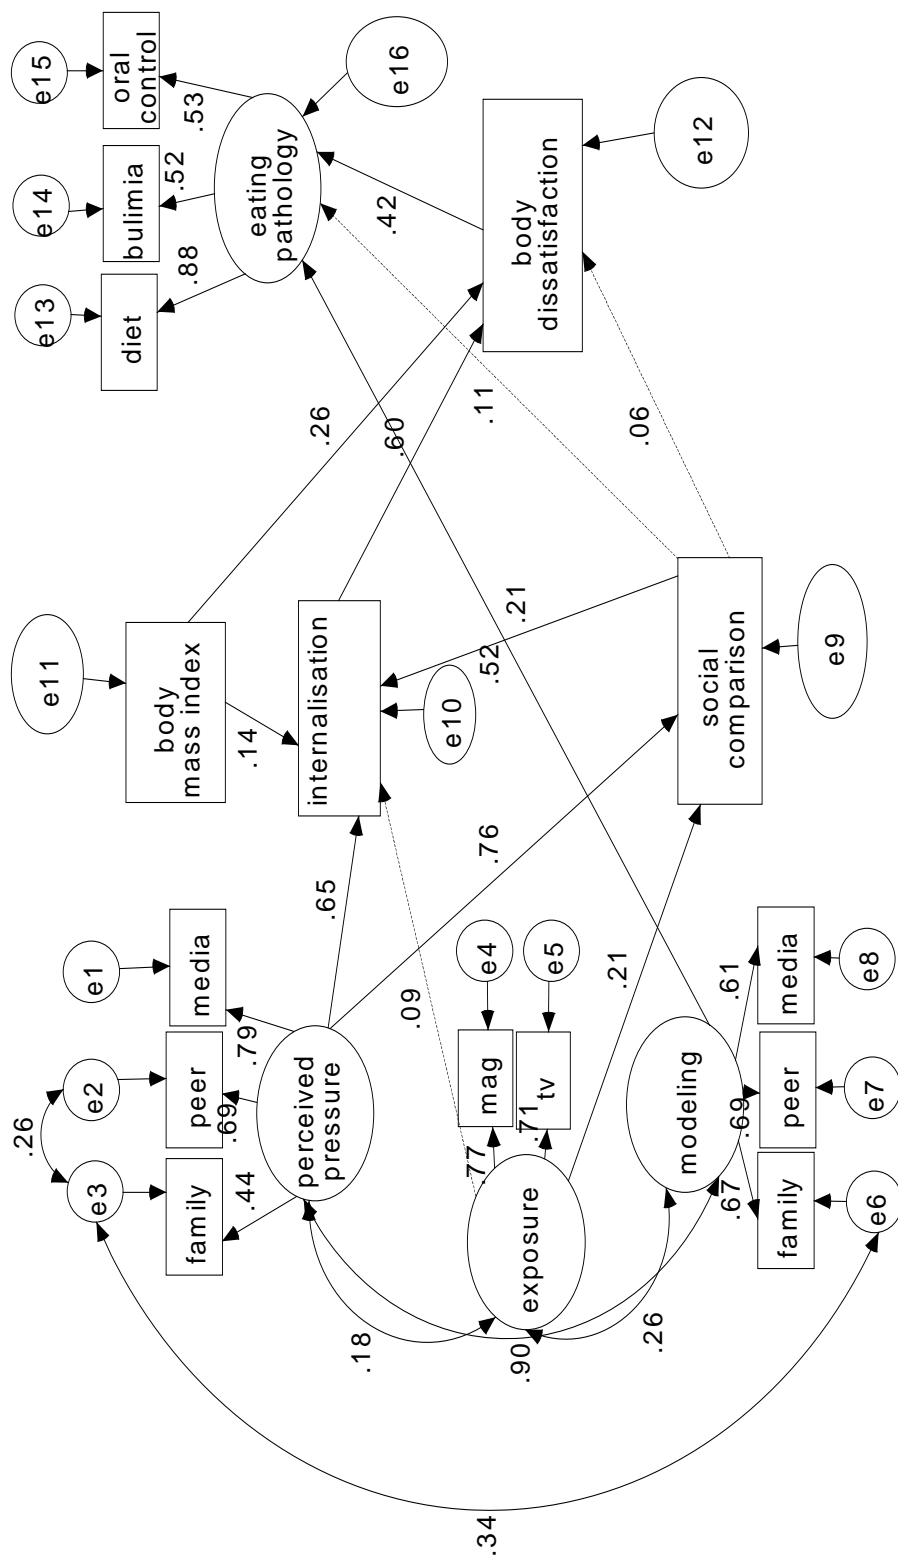 e15
e14
e13
e11
e1
e2
e3
.26
oral
control
bulimia
diet
.53
.52
.88
e16
eating
pathology
body
mass index
media
peer
family
.79
.69
.44
perceived
pressure
.14
.26
.42
e12
internalisation
e10
.65
.60
body
dissatisfaction
.11
.06
.52
.21
.76
.09
e4
e5
mag
tv
.77
.71
exposure
.18
.90
.26
.34
.21
social
comparison
e9
modeling
.61
.69
.67
media
peer
family
e8
e7
e6